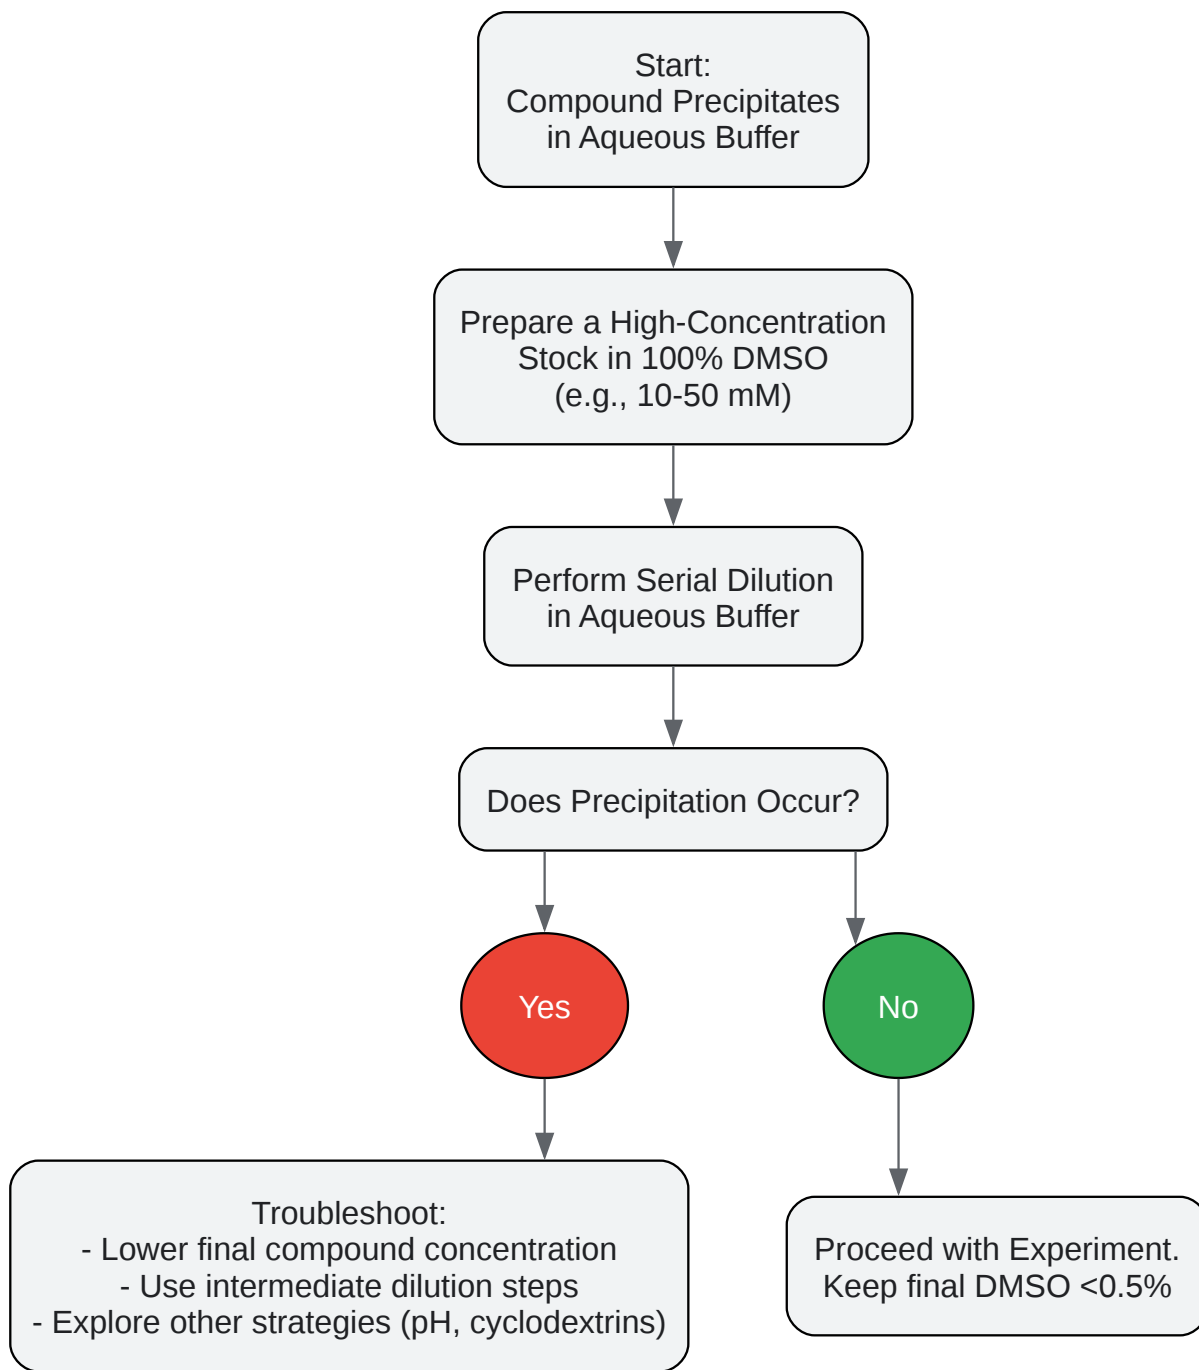 Start:
Compound Precipitates
in Aqueous Buffer
Prepare a High-Concentration
Stock in 100% DMSO
(e.g., 10-50 mM)
Perform Serial Dilution
in Aqueous Buffer
Does Precipitation Occur?
Yes
No
Troubleshoot:
- Lower final compound concentration
- Use intermediate dilution steps
- Explore other strategies (pH, cyclodextrins)
Proceed with Experiment.
Keep final DMSO <0.5%